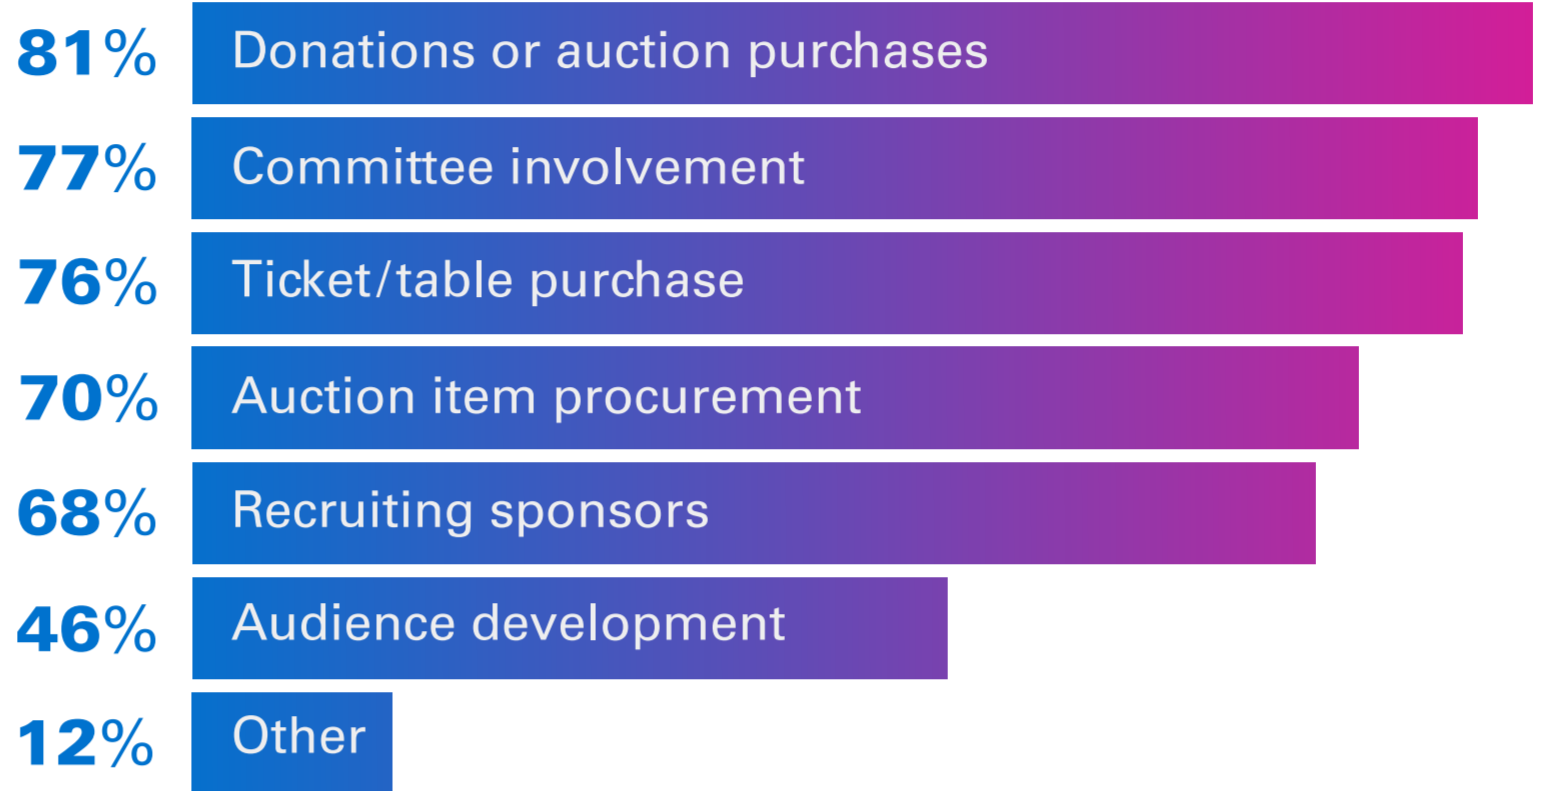 81% Donations or auction purchases
77% Committee involvement
76% Ticket/table purchase
70% Auction item procurement
68% Recruiting sponsors
46% Audience development
12% Other